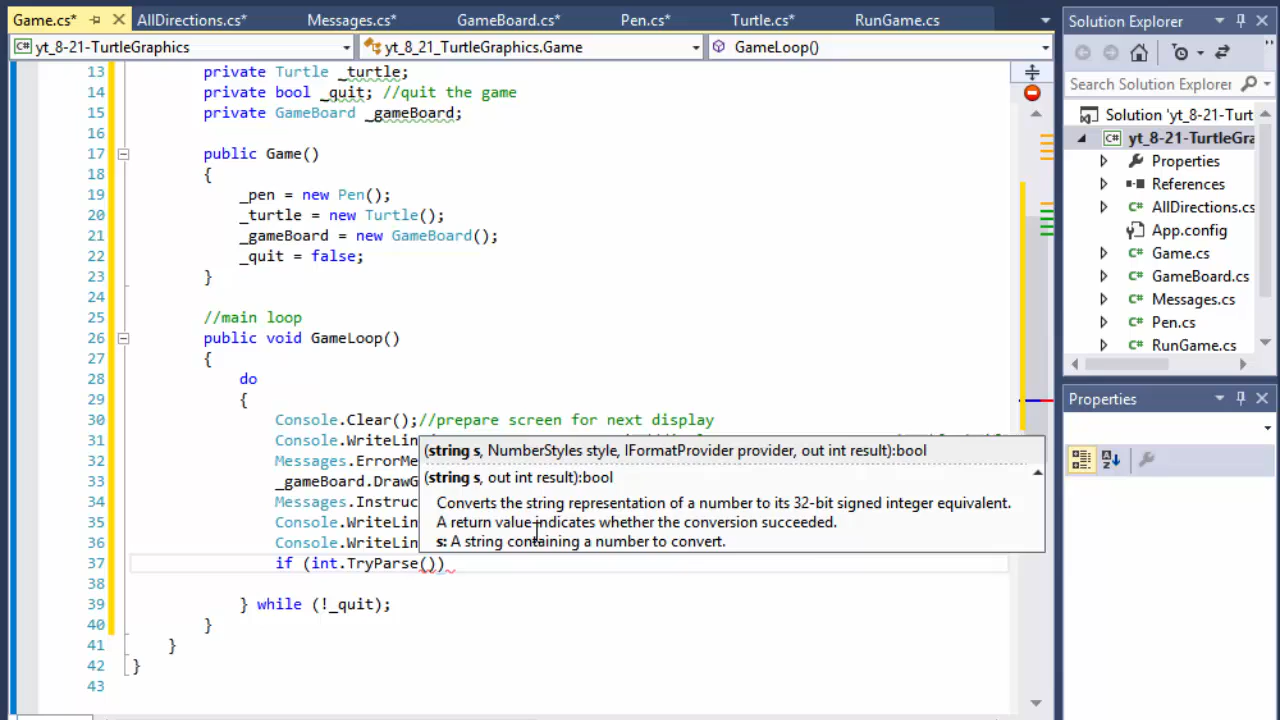 Game.cs*
AllDirections.cs*
Messages.cs*
GameBoard.cs*
Pen.cs*
Turtle.cs*
RunGame.cs
yt_8-21-TurtleGraphics
yt_8_21_TurtleGraphics.Game
GameLoop()
13 private Turtle _turtle;
14 private bool _quit; //quit the game
15 private GameBoard _gameBoard;
16
17 public Game()
18 {
19 _pen = new Pen();
20 _turtle = new Turtle();
21 _gameBoard = new GameBoard();
22 _quit = false;
23 }
24
25 //main loop
26 public void GameLoop()
27 {
28 do
29 {
30 Console.Clear();//prepare screen for next display
31 Console.WriteLin
32 Messages.ErrorMe
33 _gameBoard.DrawG
34 Messages.Instruc
35 Console.WriteLin
36 Console.WriteLin
37 if (int.TryParse())
38
39 } while (!_quit);
40 }
41 }
42 }
43
(string s, NumberStyles style, IFormatProvider provider, out int result):bool
(string s, out int result):bool
Converts the string representation of a number to its 32-bit signed integer equivalent.
A return value indicates whether the conversion succeeded.
s: A string containing a number to convert.
Solution Explorer
Search Solution Explorer
Solution 'yt_8-21-Turt
yt_8-21-TurtleGra
Properties
References
AllDirections.cs
App.config
Game.cs
GameBoard.cs
Messages.cs
Pen.cs
RunGame.cs
Properties